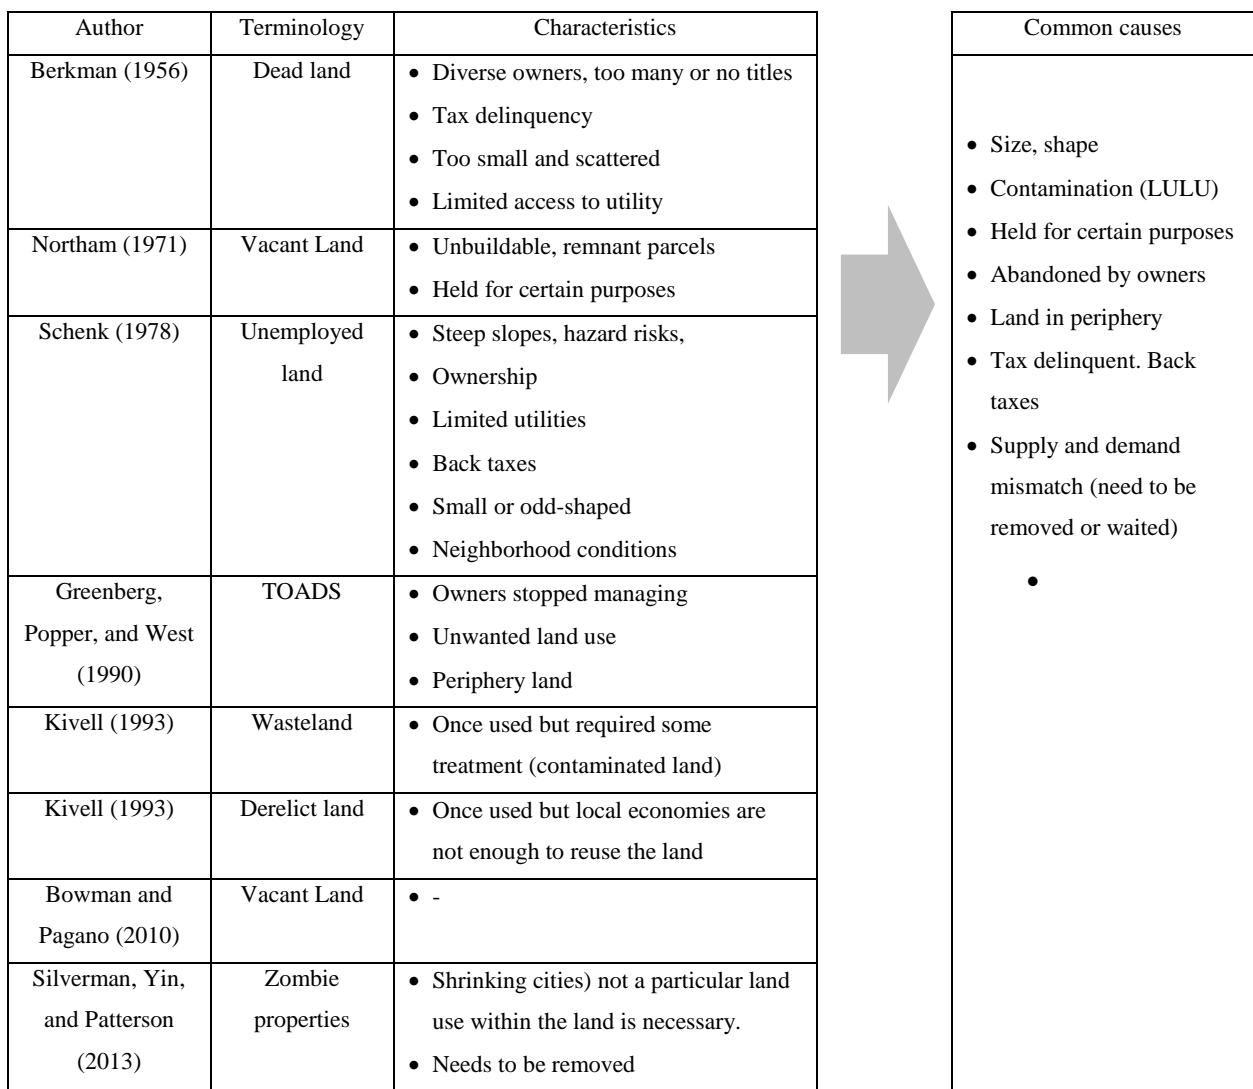 Author Terminology Characteristics
Berkman (1956) Dead land • Diverse owners, too many or no titles
• Tax delinquency
• Too small and scattered
• Limited access to utility
Northam (1971) Vacant Land • Unbuildable, remnant parcels
• Held for certain purposes
Schenk (1978) Unemployed • Steep slopes, hazard risks,
land • Ownership
• Limited utilities
• Back taxes
• Small or odd-shaped
• Neighborhood conditions
Greenberg, TOADS • Owners stopped managing
Popper, and West • Unwanted land use
(1990) • Periphery land
Kivell (1993) Wasteland • Once used but required some
treatment (contaminated land)
Kivell (1993) Derelict land • Once used but local economies are
not enough to reuse the land
Bowman and Vacant Land • -
Pagano (2010)
Silverman, Yin, Zombie • Shrinking cities) not a particular land
and Patterson properties use within the land is necessary.
(2013) • Needs to be removed
Common causes
• Size, shape
• Contamination (LULU)
• Held for certain purposes
• Abandoned by owners
• Land in periphery
• Tax delinquent. Back
taxes
• Supply and demand
mismatch (need to be
removed or waited)
•